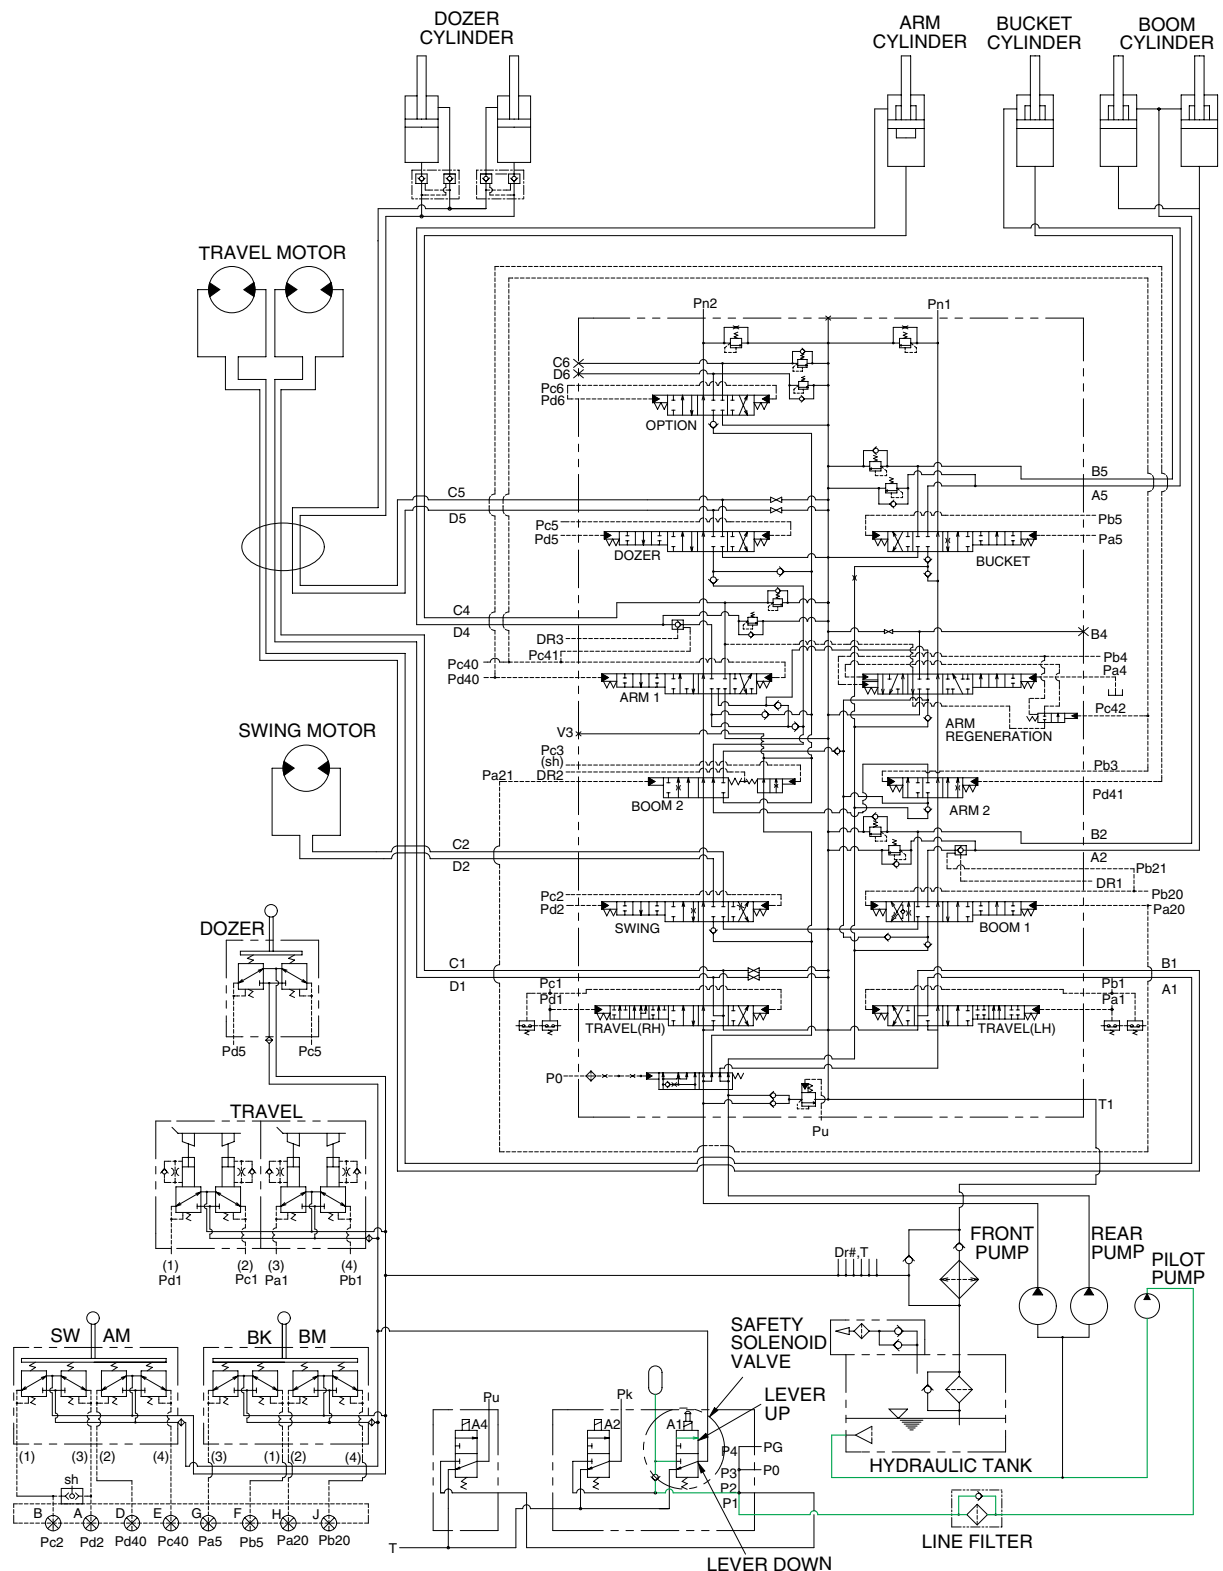 DOZER
CYLINDER
ARM
CYLINDER
BUCKET
CYLINDER
BOOM
CYLINDER
TRAVEL MOTOR
Pn2
Pn1
C6
D6
Pc6
Pd6
OPTION
C5
D5
B5
A5
Pc5
Pd5
DOZER
Pb5
Pa5
BUCKET
C4
D4
DR3
Pc41
B4
Pc40
Pd40
ARM 1
Pb4
Pa4
Pc42
ARM
REGENERATION
SWING MOTOR
V3
Pc3
(sh)
DR2
Pa21
BOOM 2
Pb3
Pd41
ARM 2
C2
D2
B2
A2
Pb21
DR1
Pc2
Pd2
SWING
Pb20
Pa20
BOOM 1
DOZER
Pd5
Pc5
C1
D1
B1
A1
Pc1
Pd1
TRAVEL(RH)
Pb1
Pa1
TRAVEL(LH)
P0
T1
Pu
TRAVEL
(1)
Pd1
(2)
Pc1
(3)
Pa1
(4)
Pb1
Dr#,T
FRONT
PUMP
REAR
PUMP
PILOT
PUMP
SW
AM
BK
BM
(1)
(3)
(2)
(4)
(3)
(1)
(2)
(4)
sh
B
A
D
E
G
F
H
J
Pc2
Pd2
Pd40
Pc40
Pa5
Pb5
Pa20
Pb20
SAFETY
SOLENOID
VALVE
LEVER
UP
Pu
A4
Pk
A2
A1
P4
PG
P3
P0
P2
P1
T
LEVER DOWN
HYDRAULIC TANK
LINE FILTER